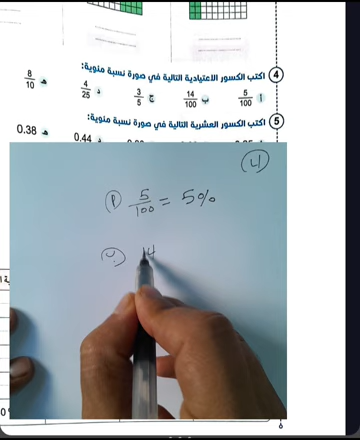 4 اكتب الكسور الاعتيادية التالية في صورة نسبة مئوية:
أ 5/100 ب 14/100 ج 3/5 د 4/25 هـ 8/10
5 اكتب الكسور العشرية التالية في صورة نسبة مئوية:
د 0.44 هـ 0.38
4
أ 5/100 = 5%
ب 14